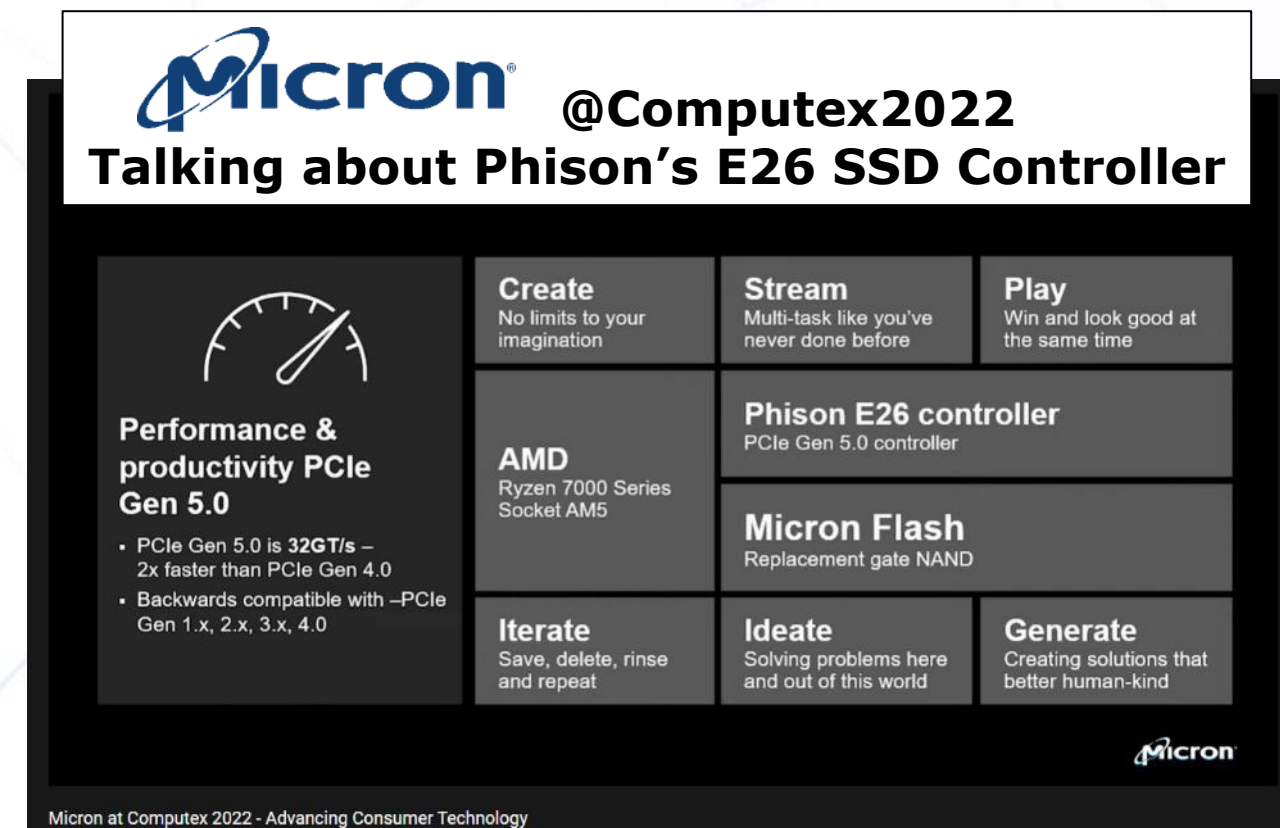 Micron®
@Computex2022
Talking about Phison’s E26 SSD Controller
Performance &
productivity PCIe
Gen 5.0
▪ PCIe Gen 5.0 is 32GT/s –
2x faster than PCIe Gen 4.0
▪ Backwards compatible with –PCIe
Gen 1.x, 2.x, 3.x, 4.0
Create
No limits to your
imagination
Stream
Multi-task like you’ve
never done before
Play
Win and look good at
the same time
AMD
Ryzen 7000 Series
Socket AM5
Phison E26 controller
PCIe Gen 5.0 controller
Micron Flash
Replacement gate NAND
Iterate
Save, delete, rinse
and repeat
Ideate
Solving problems here
and out of this world
Generate
Creating solutions that
better human-kind
Micron
Micron at Computex 2022 - Advancing Consumer Technology